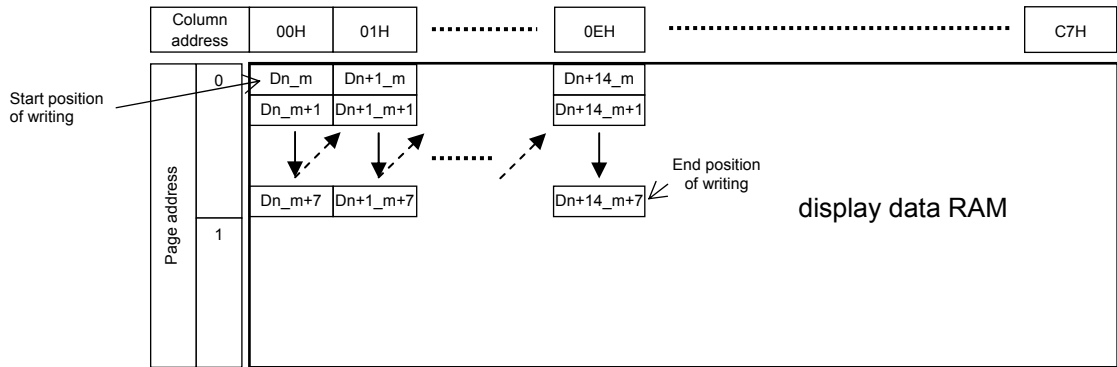 Column
address
00H
01H
0EH
C7H
Start position
of writing
Page address
0
1
Dn_m
Dn+1_m
Dn+14_m
Dn_m+1
Dn+1_m+1
Dn+14_m+1
End position
of writing
Dn_m+7
Dn+1_m+7
Dn+14_m+7
display data RAM